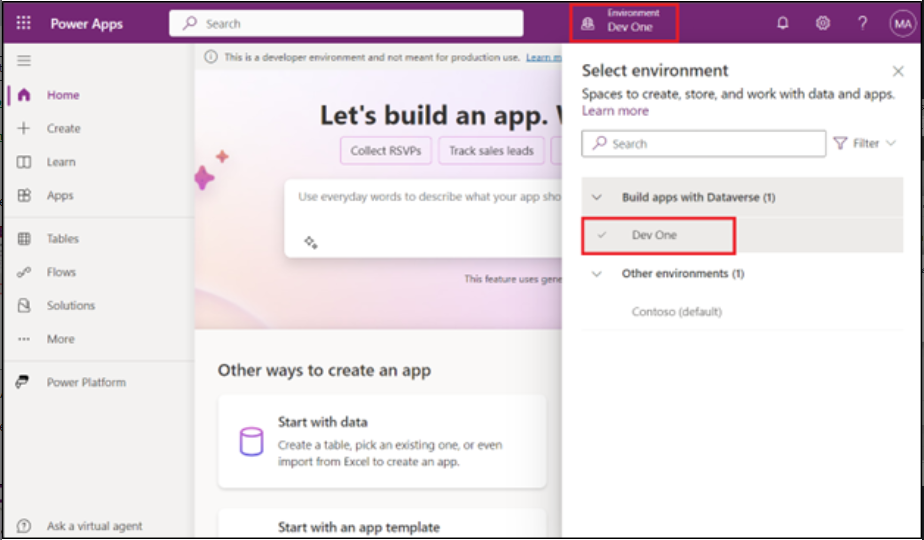 Power Apps
Search
Environment
Dev One
MA
This is a developer environment and not meant for production use. Learn m
Home
Create
Learn
Apps
Tables
Flows
Solutions
More
Power Platform
Ask a virtual agent
Let's build an app. W
Collect RSVPs
Track sales leads
Use everyday words to describe what your app sho
This feature uses gene
Other ways to create an app
Start with data
Create a table, pick an existing one, or even
import from Excel to create an app.
Start with an app template
Select environment
Spaces to create, store, and work with data and apps.
Learn more
Search
Filter
Build apps with Dataverse (1)
Dev One
Other environments (1)
Contoso (default)